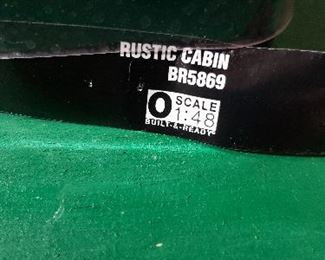 RUSTIC CABIN
BR5869
O SCALE
1:48
BUILT-&-READY